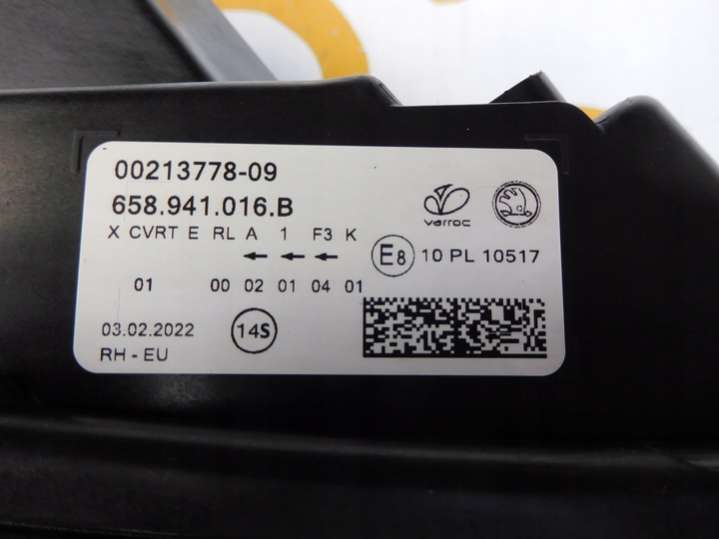 00213778-09
658.941.016.B
varroc
X CVRT E RL A 1 F3 K
← ← ←
E8 10 PL 10517
01 00 02 01 04 01
03.02.2022
14S
RH - EU